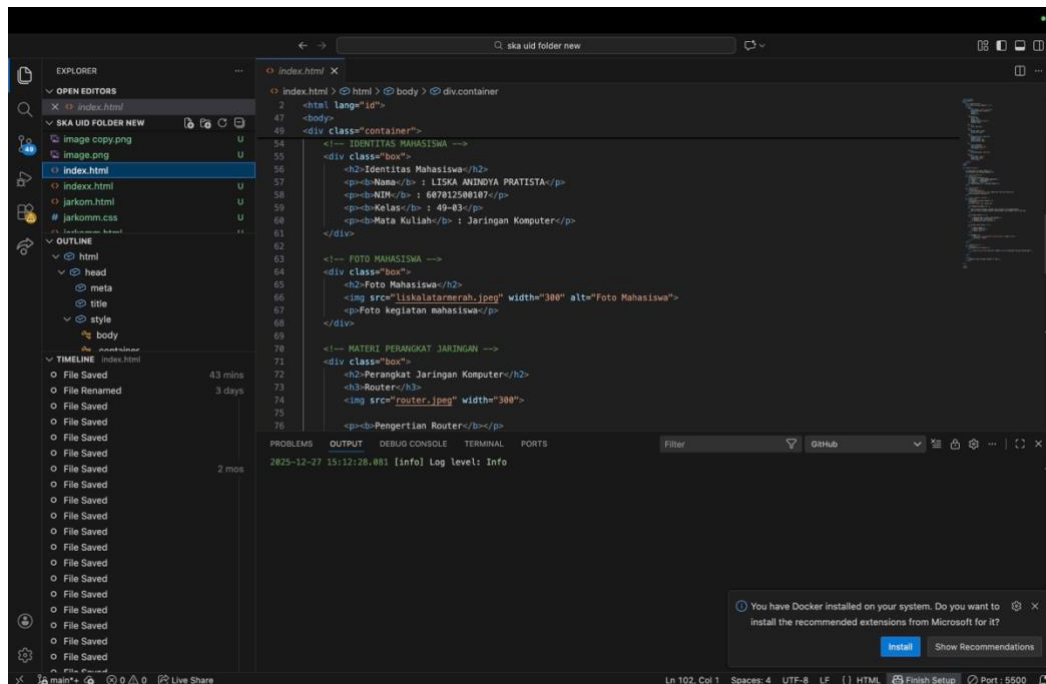 ska uid folder new
EXPLORER
OPEN EDITORS
index.html
SKA UID FOLDER NEW
image copy.png U
image.png U
index.html
indexx.html U
jarkom.html U
# jarkomm.css U
OUTLINE
html
head
meta
title
style
body
TIMELINE index.html
File Saved 43 mins
File Renamed 3 days
File Saved
File Saved
File Saved
File Saved
File Saved 2 mos
File Saved
File Saved
File Saved
File Saved
File Saved
File Saved
File Saved
File Saved
File Saved
File Saved
File Saved
File Saved
49
index.html
index.html > html > body > div.container
2 <html lang="id">
47 <body>
49 <div class="container">
54 <!-- IDENTITAS MAHASISWA -->
55 <div class="box">
56 <h2>Identitas Mahasiswa</h2>
57 <p><b>Nama</b> : LISKA ANINDYA PRATISTA</p>
58 <p><b>NIM</b> : 607012500107</p>
59 <p><b>Kelas</b> : 49-03</p>
60 <p><b>Mata Kuliah</b> : Jaringan Komputer</p>
61 </div>
62
63 <!-- FOTO MAHASISWA -->
64 <div class="box">
65 <h2>Foto Mahasiswa</h2>
66 <img src="liskalatarmerah.jpeg" width="300" alt="Foto Mahasiswa">
67 <p>Foto kegiatan mahasiswa</p>
68 </div>
69
70 <!-- MATERI PERANGKAT JARINGAN -->
71 <div class="box">
72 <h2>Perangkat Jaringan Komputer</h2>
73 <h3>Router</h3>
74 <img src="router.jpeg" width="300">
75
76 <p><b>Pengertian Router</b></p>
PROBLEMS OUTPUT DEBUG CONSOLE TERMINAL PORTS Filter GitHub
2025-12-27 15:12:28.081 [info] Log level: Info
You have Docker installed on your system. Do you want to
install the recommended extensions from Microsoft for it?
Install Show Recommendations
main*+ 0 0 Live Share Ln 102, Col 1 Spaces: 4 UTF-8 LF {} HTML Finish Setup Port : 5500